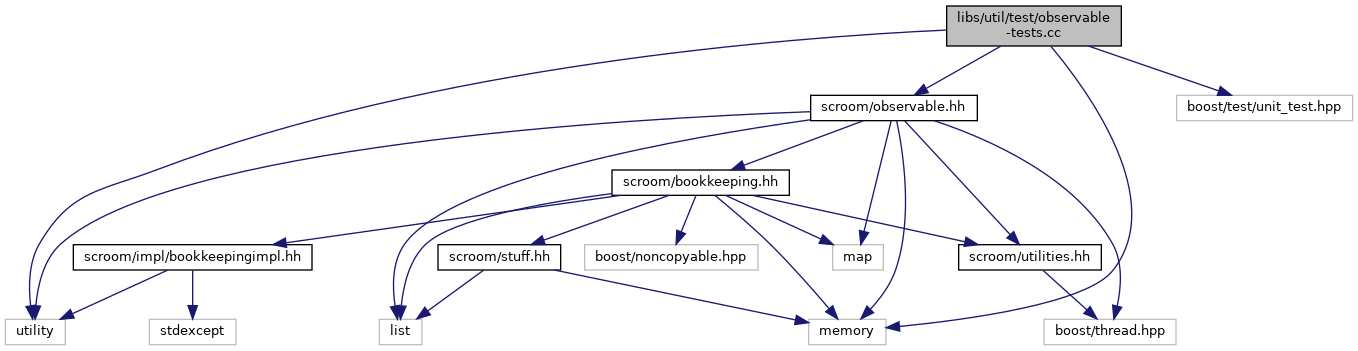 libs/util/test/observable
-tests.cc
scroom/observable.hh
boost/test/unit_test.hpp
scroom/bookkeeping.hh
scroom/impl/bookkeepingimpl.hh
scroom/stuff.hh
boost/noncopyable.hpp
map
scroom/utilities.hh
utility
stdexcept
list
memory
boost/thread.hpp